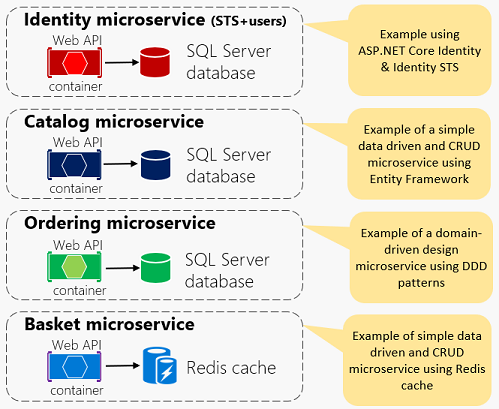 Identity microservice (STS+users)
Web API
container
SQL Server
database
Example using
ASP.NET Core Identity
& Identity STS
Catalog microservice
Web API
container
SQL Server
database
Example of a simple
data driven and CRUD
microservice using
Entity Framework
Ordering microservice
Web API
container
SQL Server
database
Example of a domain-
driven design
microservice using DDD
patterns
Basket microservice
Web API
container
Redis cache
Example of simple data
driven and CRUD
microservice using Redis
cache